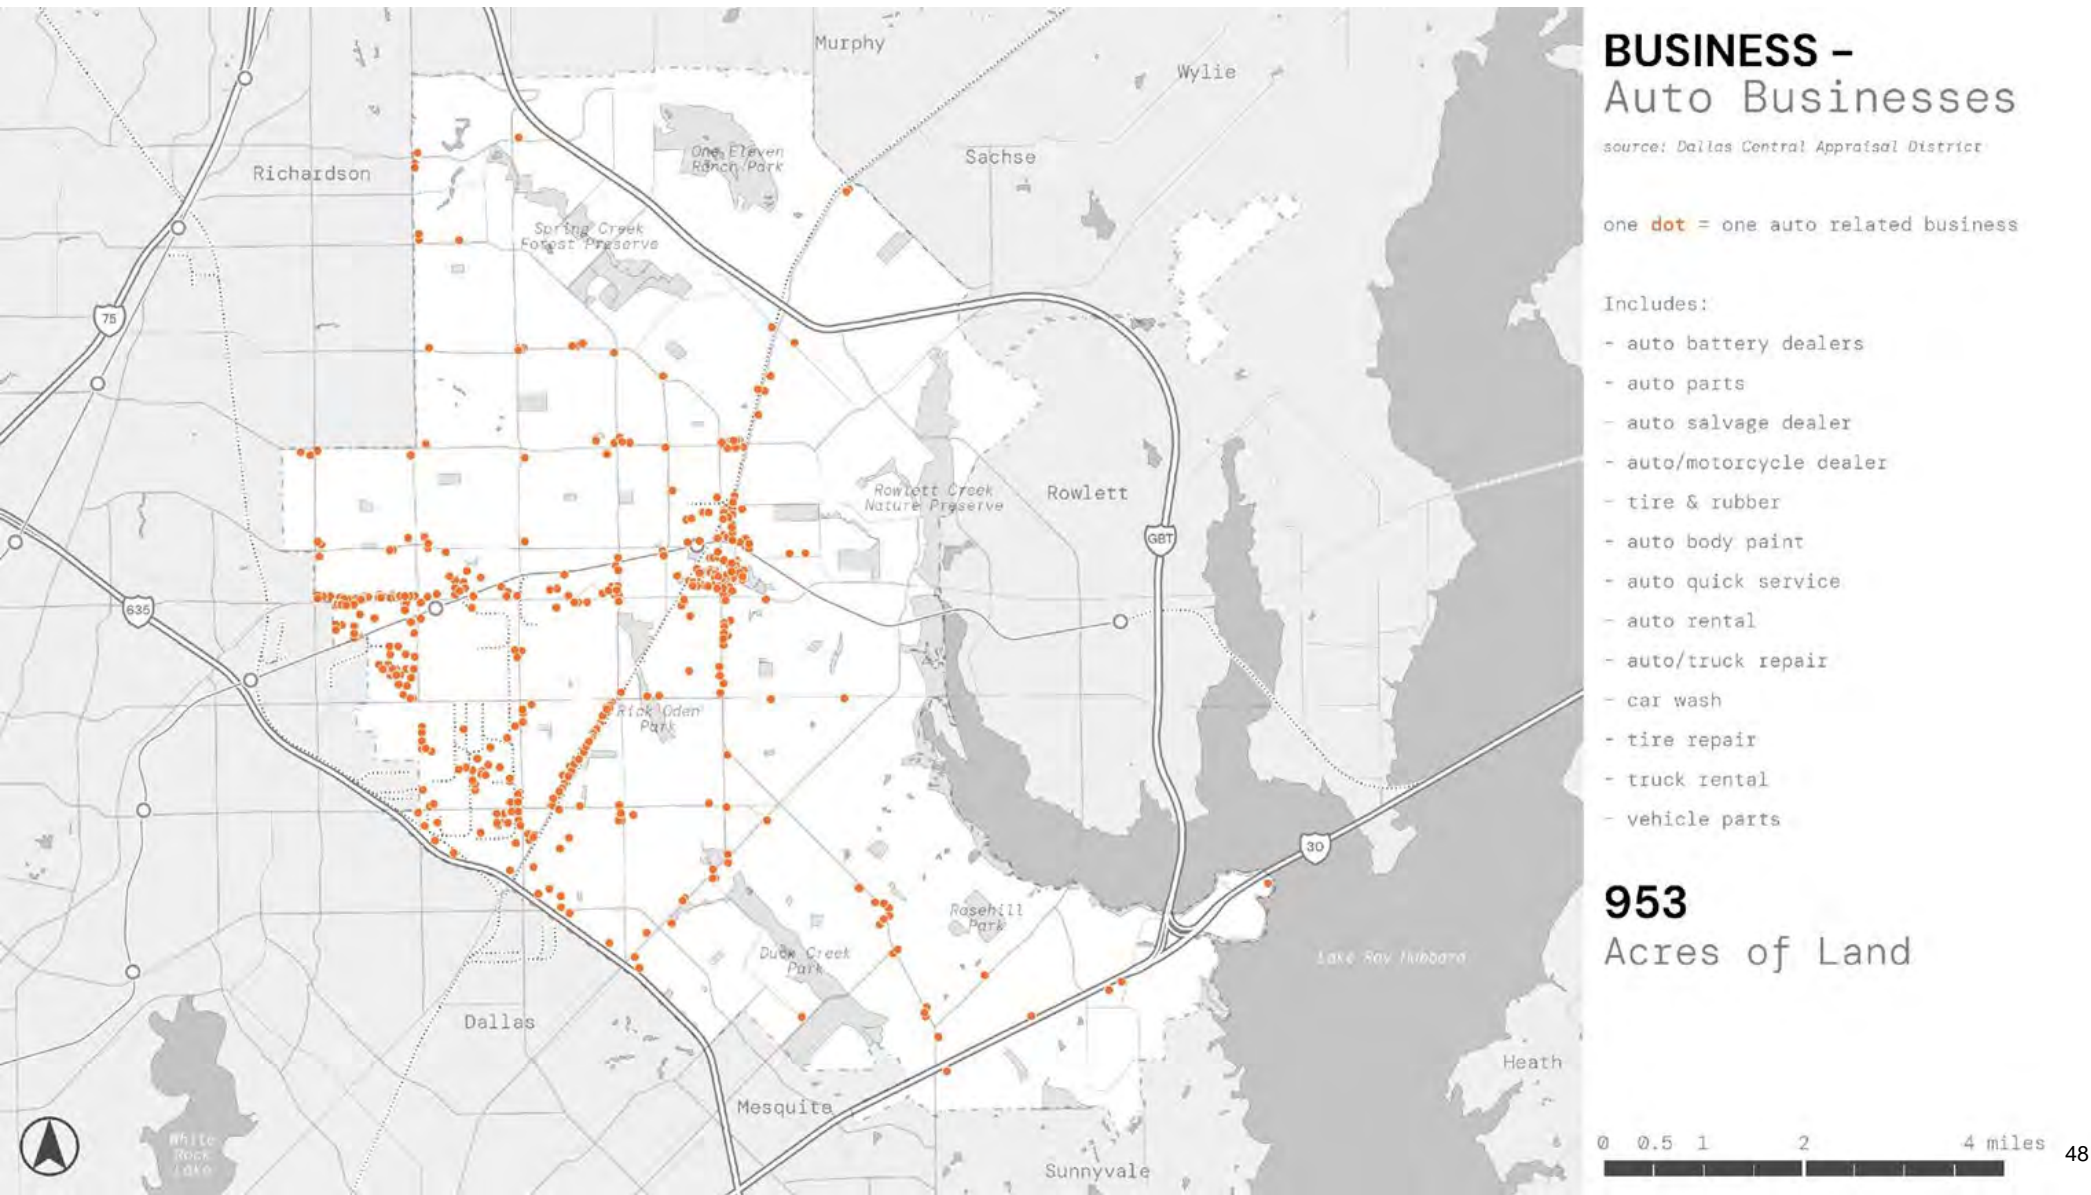 BUSINESS –
Auto Businesses
source: Dallas Central Appraisal District
one dot = one auto related business
Includes:
- auto battery dealers
- auto parts
- auto salvage dealer
- auto/motorcycle dealer
- tire & rubber
- auto body paint
- auto quick service
- auto rental
- auto/truck repair
- car wash
- tire repair
- truck rental
- vehicle parts
953
Acres of Land
0 0.5 1 2 4 miles
48
Murphy
Wylie
Richardson
One Eleven
Ranch Park
Sachse
Spring Creek
Forest Preserve
75
Rowlett Creek
Nature Preserve
Rowlett
GBT
635
Rick Oden
Park
30
Rosehill
Park
Duck Creek
Park
Lake Ray Hubbard
Dallas
Heath
Mesquite
White
Rock
Lake
Sunnyvale